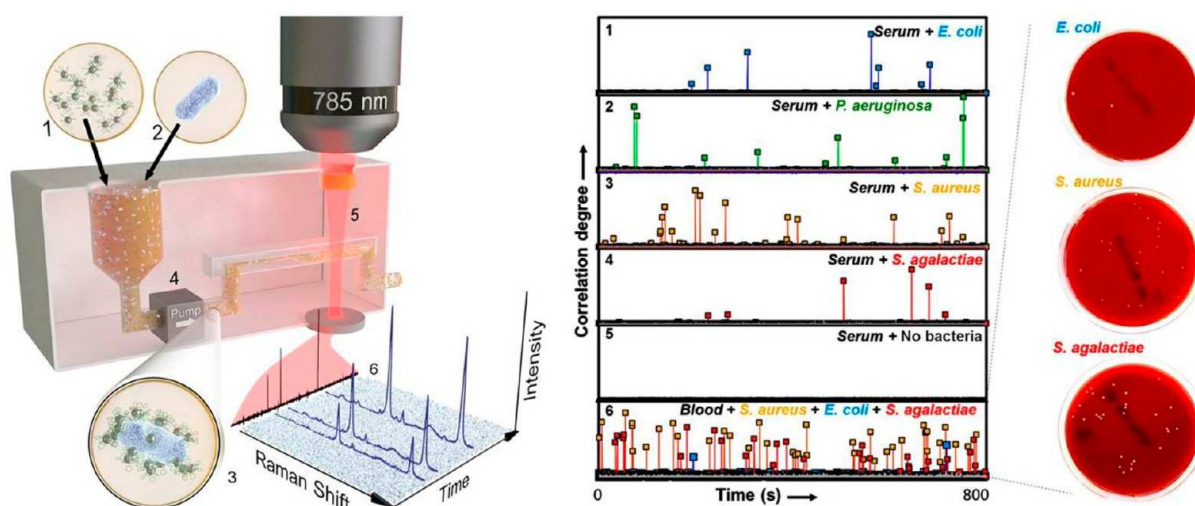 1
2
785 nm
5
4
Pump
3
6
Raman Shift
Time
Intensity
Correlation degree
1
Serum + E. coli
2
Serum + P. aeruginosa
3
Serum + S. aureus
4
Serum + S. agalactiae
5
Serum + No bacteria
6
Blood + S. aureus + E. coli + S. agalactiae
0
Time (s)
800
E. coli
S. aureus
S. agalactiae